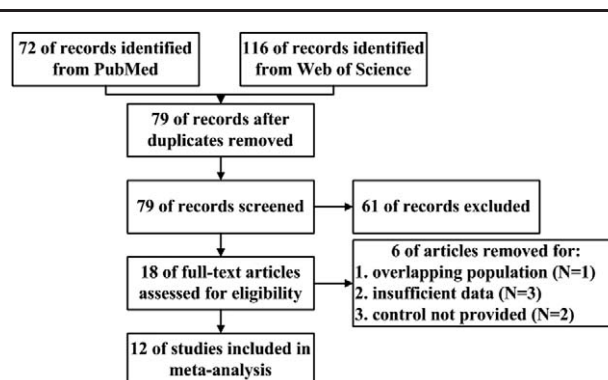 72 of records identified
from PubMed
116 of records identified
from Web of Science
79 of records after
duplicates removed
79 of records screened
61 of records excluded
18 of full-text articles
assessed for eligibility
6 of articles removed for:
1. overlapping population (N=1)
2. insufficient data (N=3)
3. control not provided (N=2)
12 of studies included in
meta-analysis